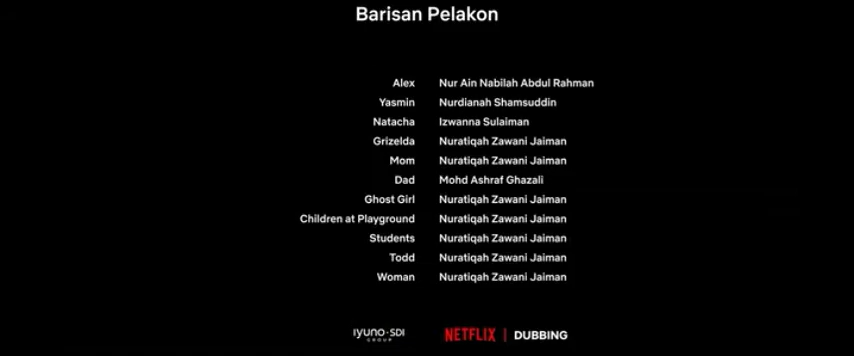 Barisan Pelakon
Alex Nur Ain Nabilah Abdul Rahman
Yasmin Nurdianah Shamsuddin
Natacha Izwanna Sulaiman
Grizelda Nuratiqah Zawani Jaiman
Mom Nuratiqah Zawani Jaiman
Dad Mohd Ashraf Ghazali
Ghost Girl Nuratiqah Zawani Jaiman
Children at Playground Nuratiqah Zawani Jaiman
Students Nuratiqah Zawani Jaiman
Todd Nuratiqah Zawani Jaiman
Woman Nuratiqah Zawani Jaiman
IYUNO·SDI NETFLIX | DUBBING
GROUP